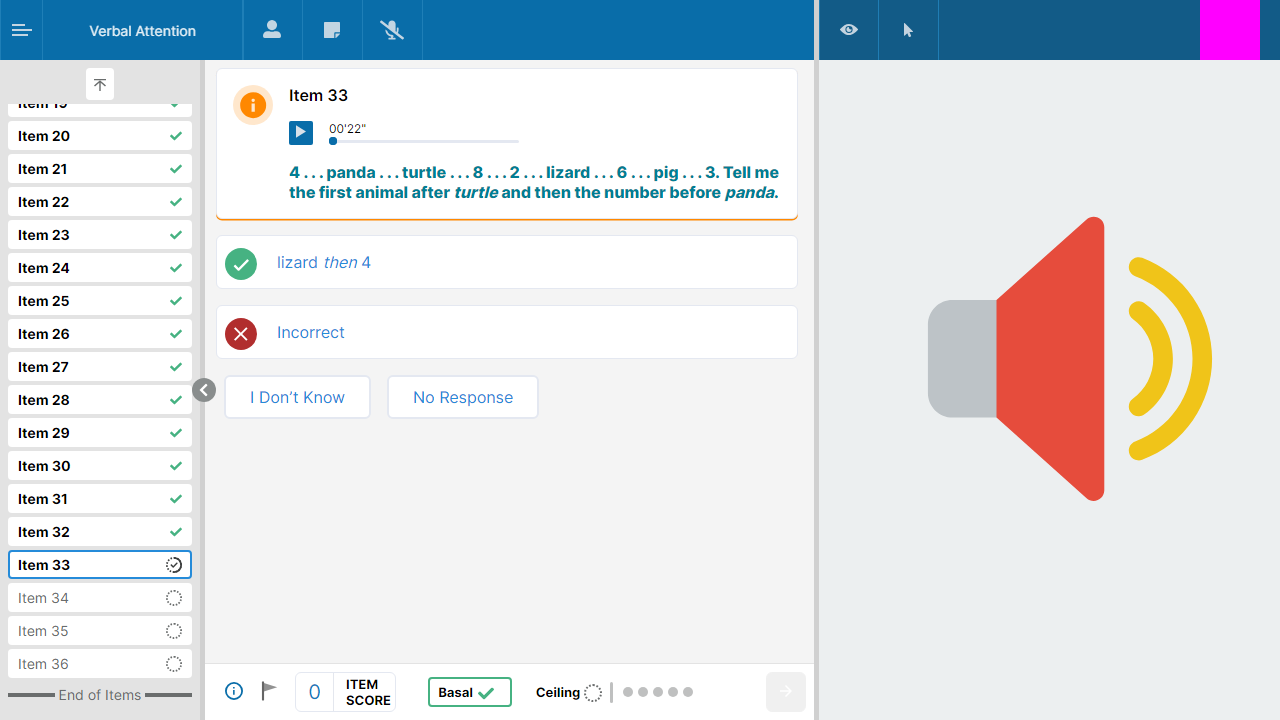 Verbal Attention
Item 19
Item 20
Item 21
Item 22
Item 23
Item 24
Item 25
Item 26
Item 27
Item 28
Item 29
Item 30
Item 31
Item 32
Item 33
Item 34
Item 35
Item 36
End of Items
Item 33
00'22"
4 . . . panda . . . turtle . . . 8 . . . 2 . . . lizard . . . 6 . . . pig . . . 3. Tell me
the first animal after turtle and then the number before panda.
lizard then 4
Incorrect
I Don’t Know
No Response
0
ITEM
SCORE
Basal
Ceiling